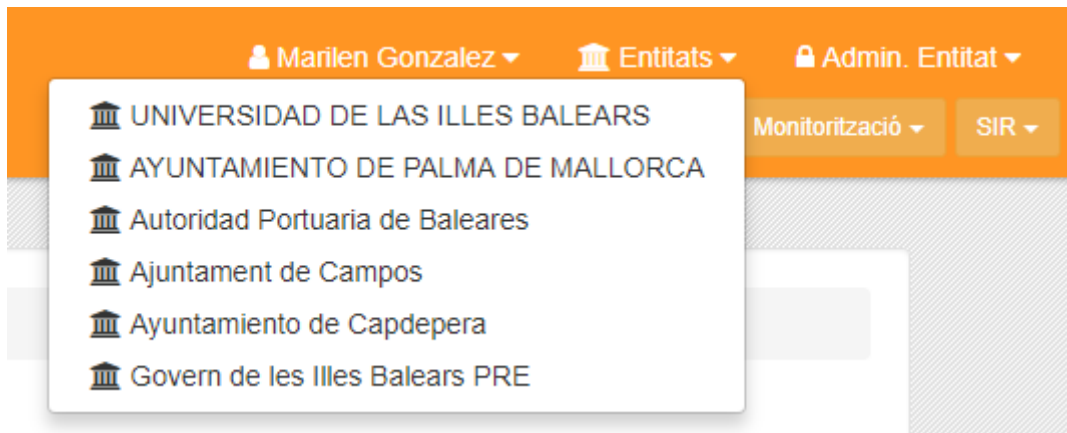 Marilen Gonzalez Entitats Admin. Entitat
Monitorització SIR
UNIVERSIDAD DE LAS ILLES BALEARS
AYUNTAMIENTO DE PALMA DE MALLORCA
Autoridad Portuaria de Baleares
Ajuntament de Campos
Ayuntamiento de Capdepera
Govern de les Illes Balears PRE